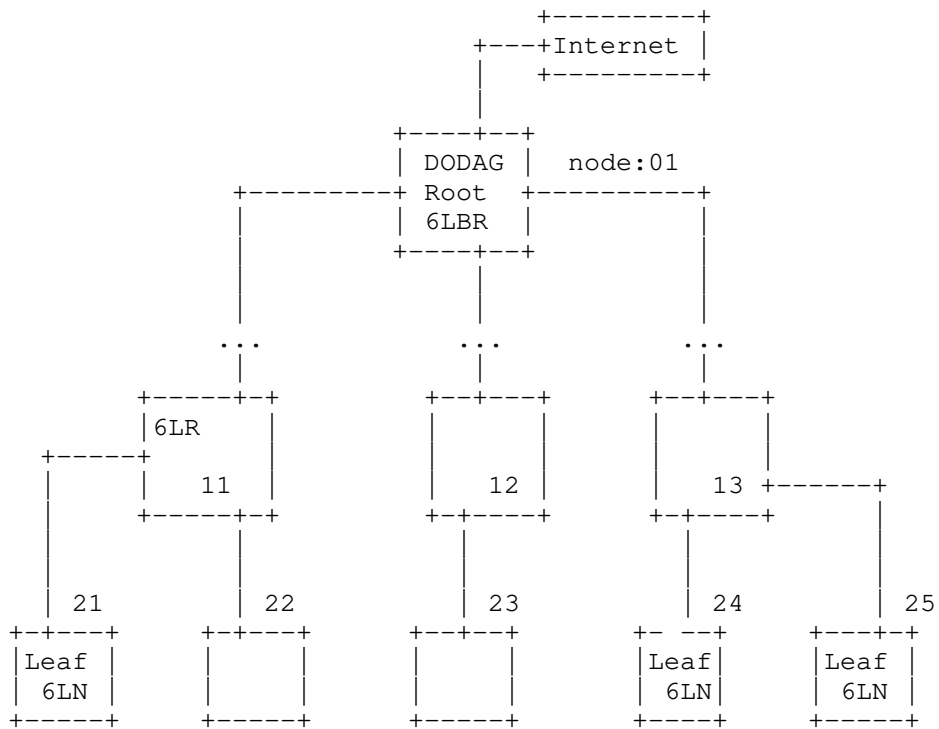 Internet
DODAG node:01
Root
6LBR
... ... ...
6LR
11 12 13
21 22 23 24 25
Leaf Leaf Leaf
6LN 6LN 6LN